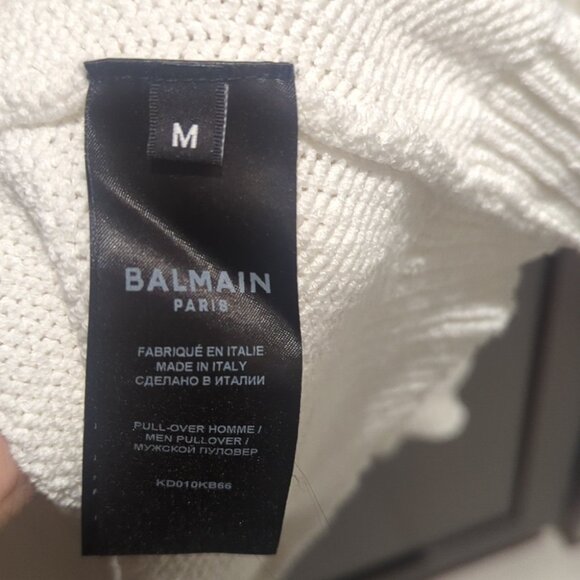 M
BALMAIN
PARIS
FABRIQUÉ EN ITALIE
MADE IN ITALY
СДЕЛАНО В ИТАЛИИ
PULL-OVER HOMME /
MEN PULLOVER /
МУЖСКОЙ ПУЛОВЕР
KD010KB66